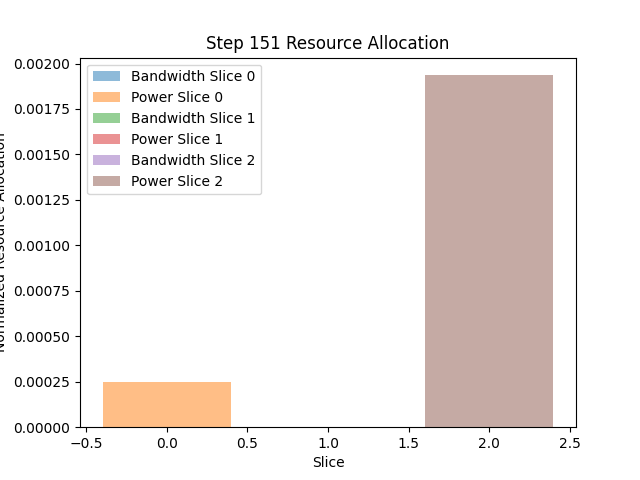 Step 151 Resource Allocation
Bandwidth Slice 0
Power Slice 0
Bandwidth Slice 1
Power Slice 1
Bandwidth Slice 2
Power Slice 2
Normalized Resource Allocation
0.00200
0.00175
0.00150
0.00125
0.00100
0.00075
0.00050
0.00025
0.00000
−0.5 0.0 0.5 1.0 1.5 2.0 2.5
Slice